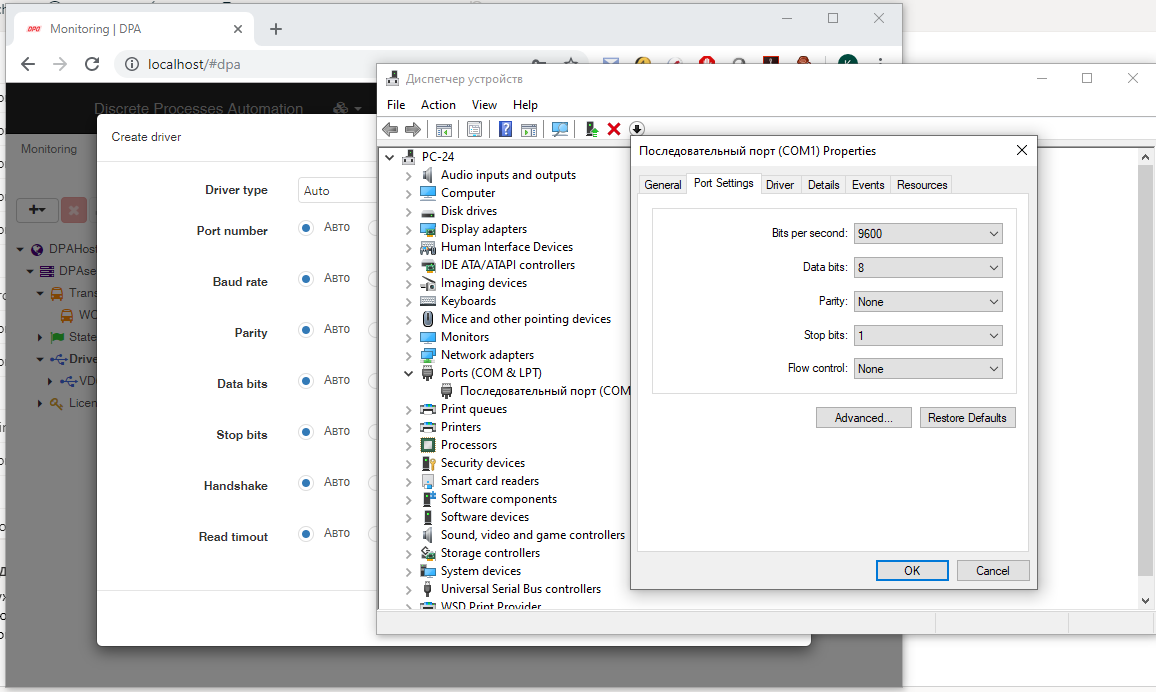 Monitoring | DPA
localhost/#dpa
Discrete Processes Automation
Monitoring
DPAHos
DPAse
Trans
WC
State
Drive
VD
Licen
Create driver
Driver type
Auto
Port number
Авто
Baud rate
Авто
Parity
Авто
Data bits
Авто
Stop bits
Авто
Handshake
Авто
Read timout
Авто
Диспетчер устройств
File Action View Help
PC-24
Audio inputs and outputs
Computer
Disk drives
Display adapters
Human Interface Devices
IDE ATA/ATAPI controllers
Imaging devices
Keyboards
Mice and other pointing devices
Monitors
Network adapters
Ports (COM & LPT)
Последовательный порт (COM
Print queues
Printers
Processors
Security devices
Smart card readers
Software components
Software devices
Sound, video and game controllers
Storage controllers
System devices
Universal Serial Bus controllers
WSD Print Provider
Последовательный порт (COM1) Properties
General Port Settings Driver Details Events Resources
Bits per second: 9600
Data bits: 8
Parity: None
Stop bits: 1
Flow control: None
Advanced... Restore Defaults
OK Cancel